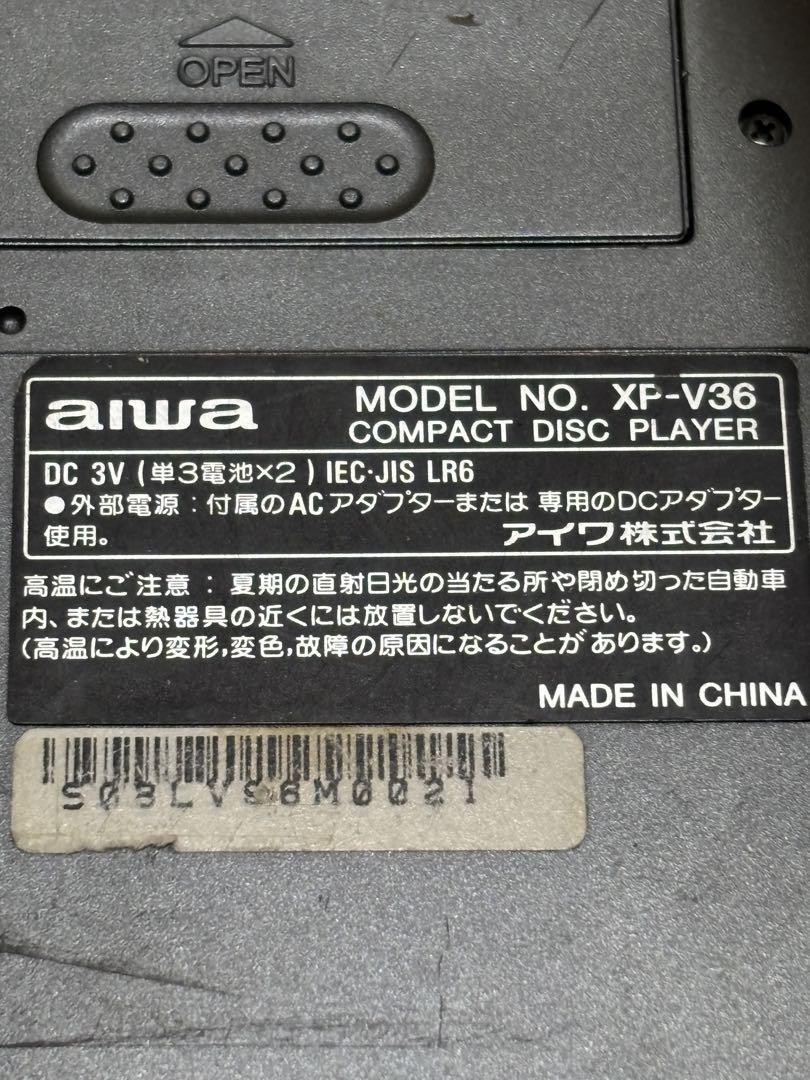 OPEN
aiwa
MODEL NO. XP-V36
COMPACT DISC PLAYER
DC 3V (単3電池×2) IEC·JIS LR6
●外部電源：付属のACアダプターまたは 専用のDCアダプター
使用。
アイワ株式会社
高温にご注意：夏期の直射日光の当たる所や閉め切った自動車
内、または熱器具の近くには放置しないでください。
(高温により変形,変色,故障の原因になることがあります。)
MADE IN CHINA